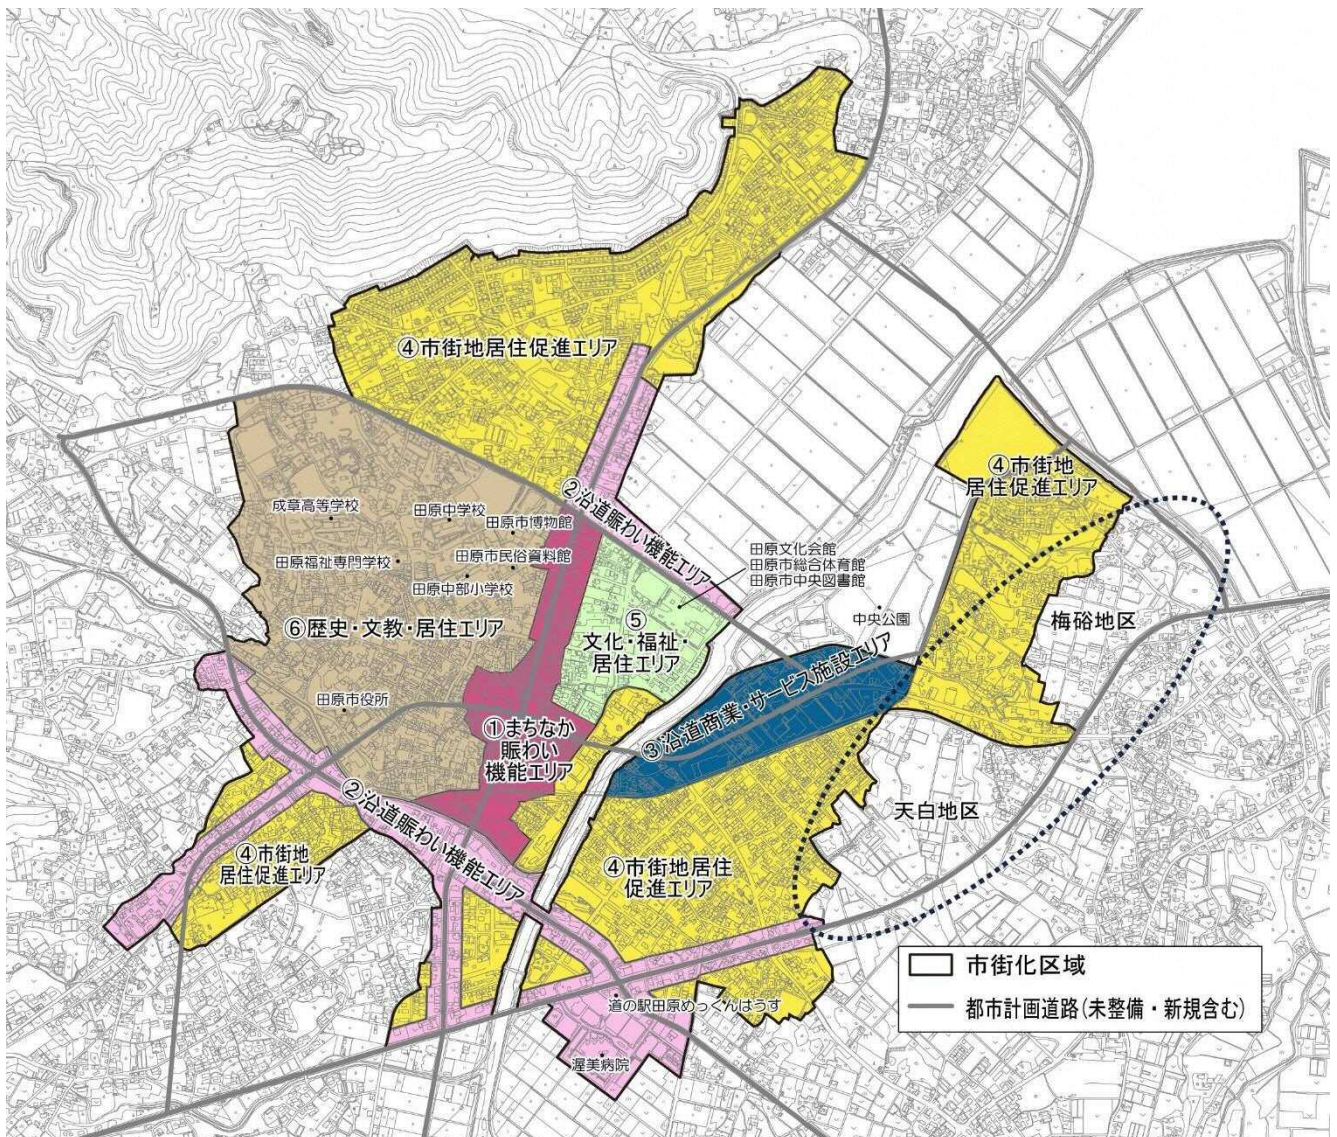 ④市街地居住促進エリア
②沿道賑わい機能エリア
④市街地
居住促進エリア
成章高等学校
田原中学校
田原市博物館
田原福祉専門学校
田原市民俗資料館
田原中部小学校
田原文化会館
田原市総合体育館
田原市中央図書館
中央公園
梅硲地区
⑥歴史・文教・居住エリア
⑤
文化・福祉・
居住エリア
③沿道商業・サービス施設エリア
田原市役所
①まちなか
賑わい
機能エリア
天白地区
②沿道賑わい機能エリア
④市街地
居住促進エリア
④市街地居住
促進エリア
道の駅田原めっくんはうす
渥美病院
市街化区域
都市計画道路(未整備・新規含む)